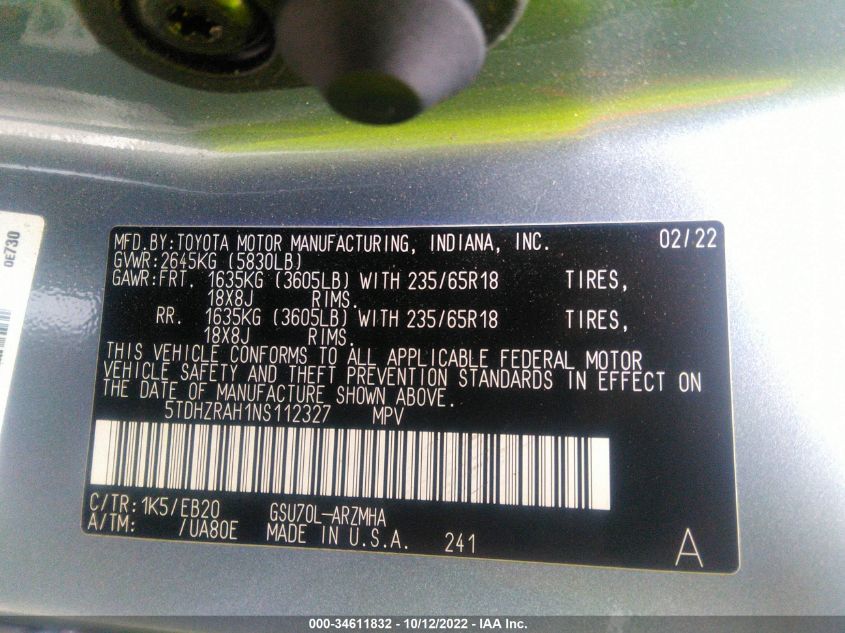 MFD.BY:TOYOTA MOTOR MANUFACTURING, INDIANA, INC. 02/22
GVWR:2645KG (5830LB)
GAWR:FRT. 1635KG (3605LB) WITH 235/65R18 TIRES,
18X8J RIMS.
RR. 1635KG (3605LB) WITH 235/65R18 TIRES,
18X8J RIMS.
THIS VEHICLE CONFORMS TO ALL APPLICABLE FEDERAL MOTOR
VEHICLE SAFETY AND THEFT PREVENTION STANDARDS IN EFFECT ON
THE DATE OF MANUFACTURE SHOWN ABOVE.
5TDHZRAH1NS112327 MPV
C/TR:1K5/EB20 GSU70L-ARZMHA
A/TM: /UA80E MADE IN U.S.A. 241
A
0E730
000-34611832 - 10/12/2022 - IAA Inc.